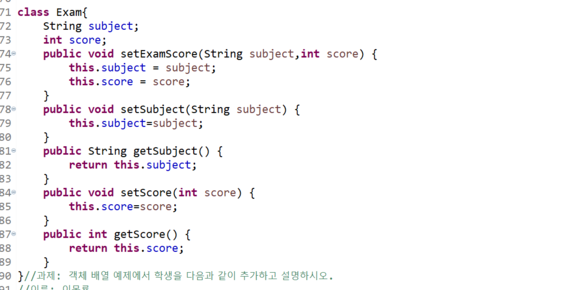 71 class Exam{
72 String subject;
73 int score;
74 public void setExamScore(String subject,int score) {
75 this.subject = subject;
76 this.score = score;
77 }
78 public void setSubject(String subject) {
79 this.subject=subject;
80 }
81 public String getSubject() {
82 return this.subject;
83 }
84 public void setScore(int score) {
85 this.score=score;
86 }
87 public int getScore() {
88 return this.score;
89 }
90 }//과제: 객체 배열 예제에서 학생을 다음과 같이 추가하고 설명하시오.